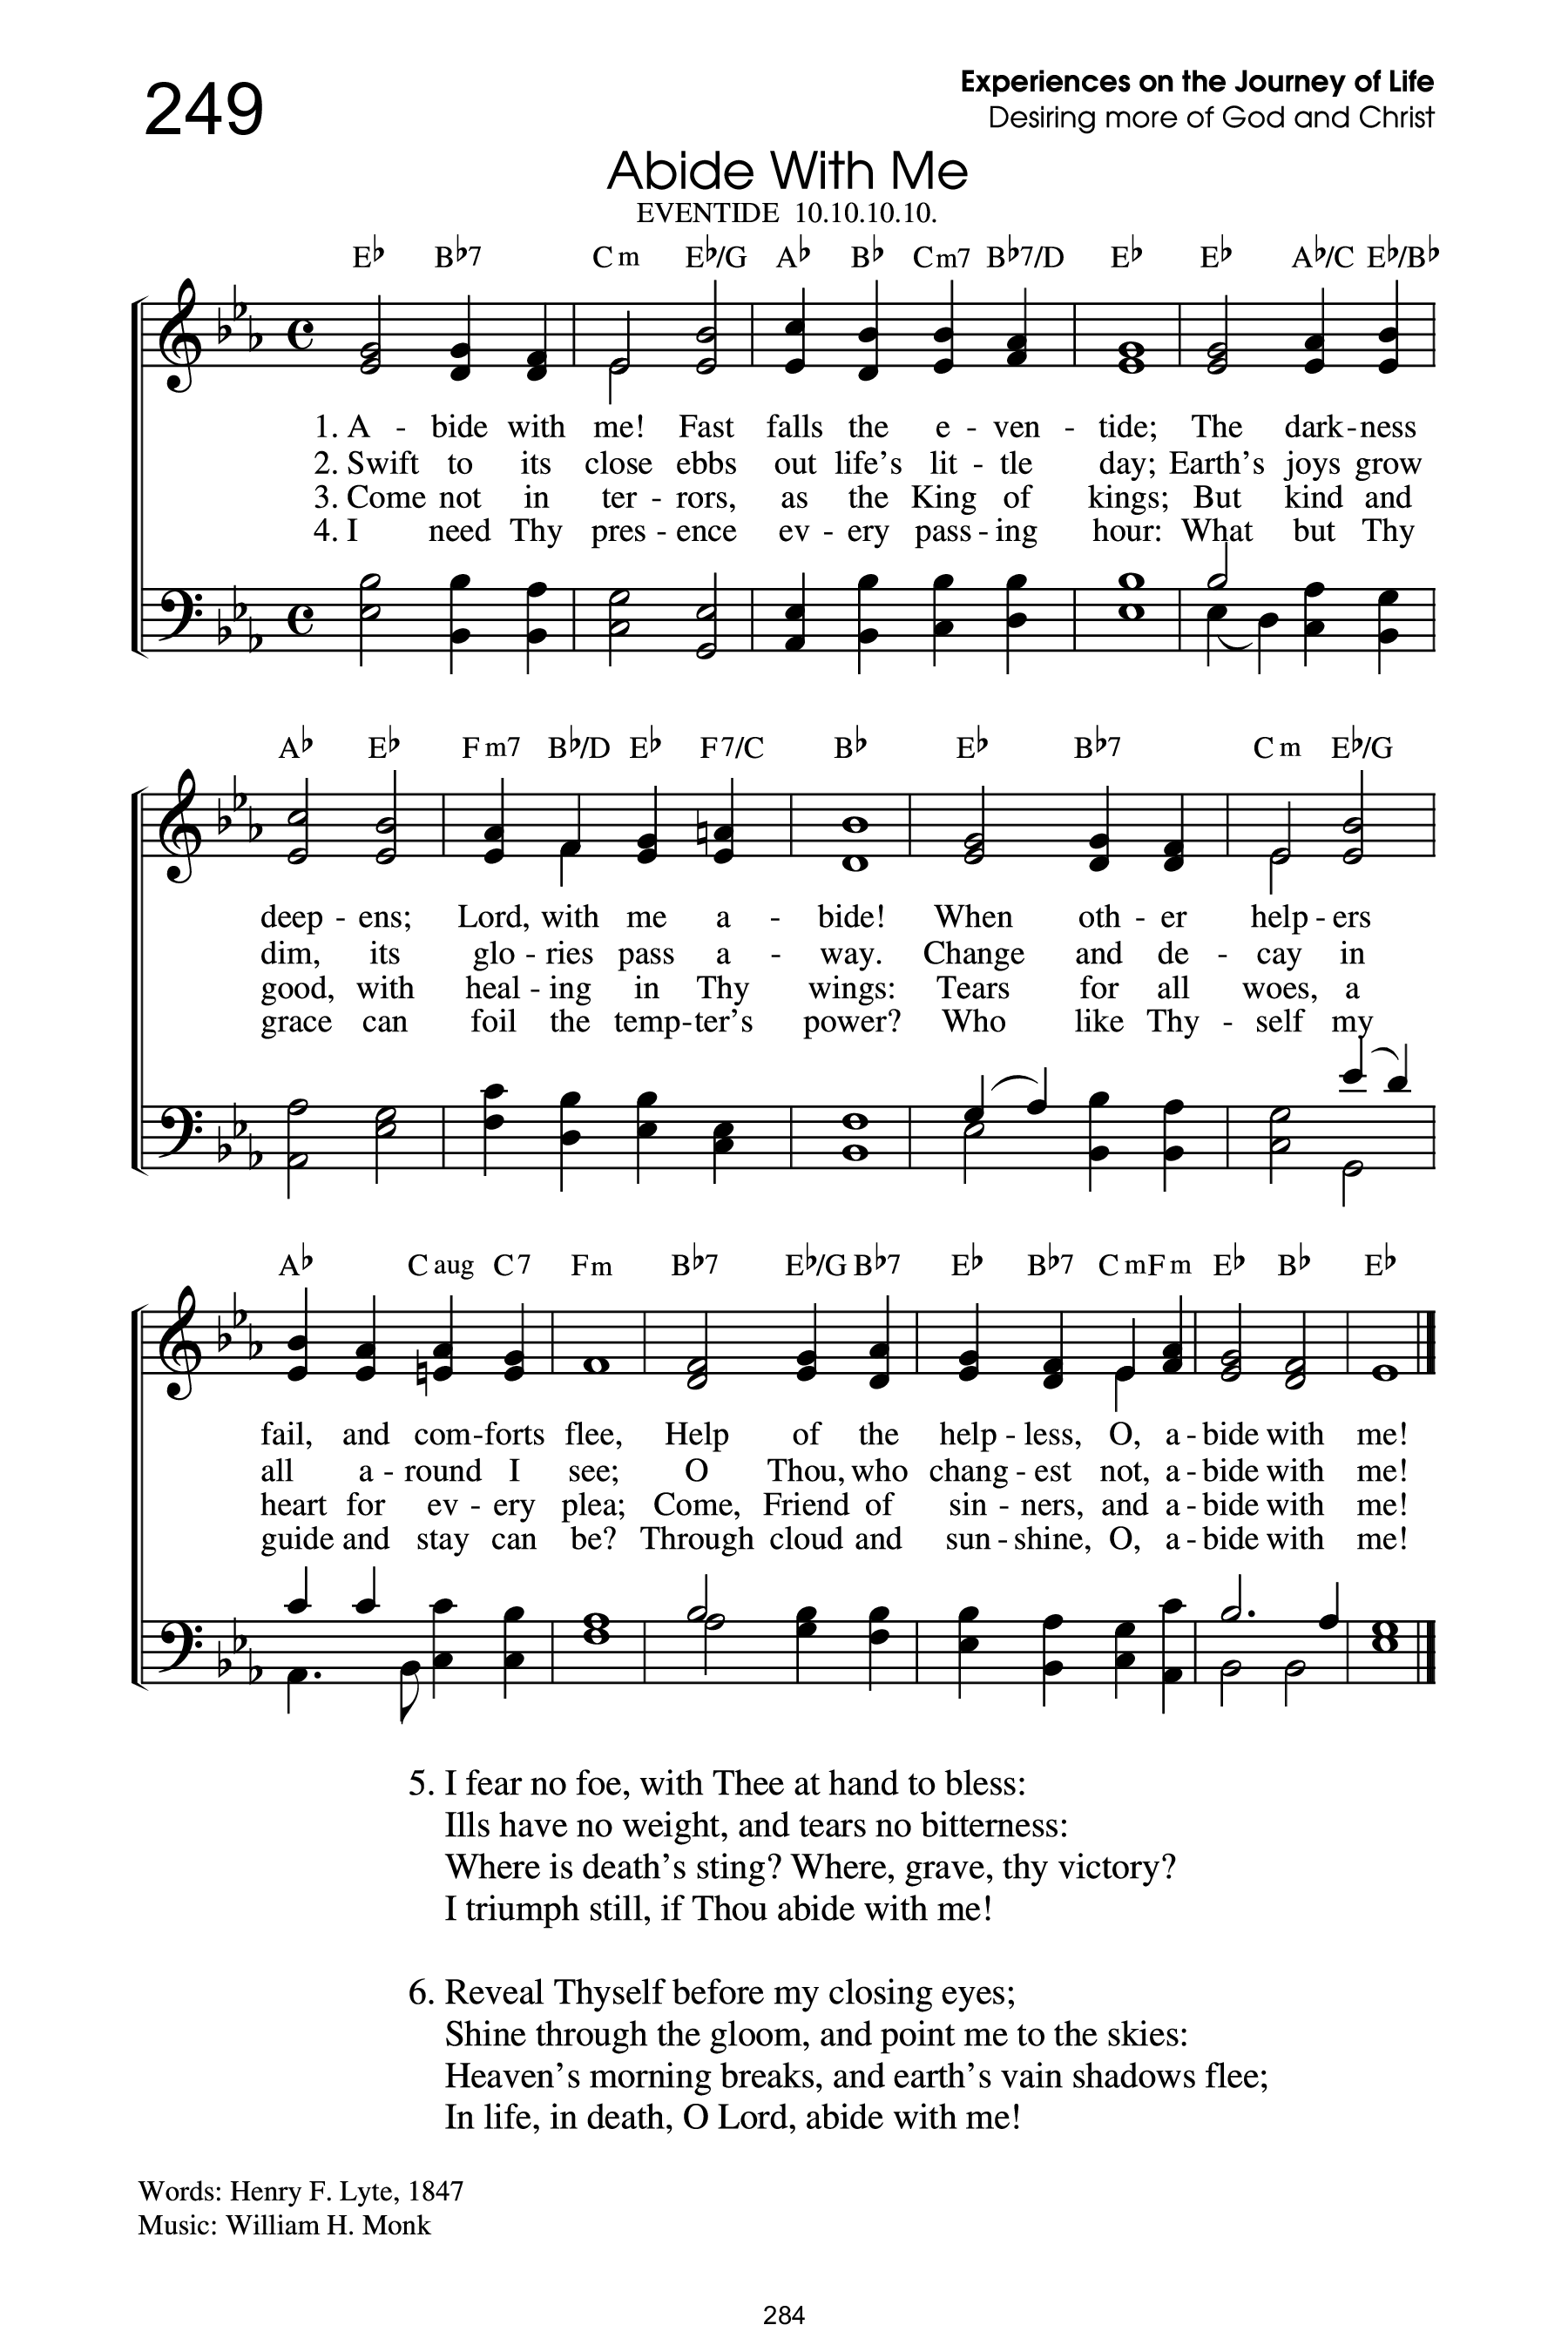 249
Experiences on the Journey of Life
Desiring more of God and Christ
Abide With Me
EVENTIDE 10.10.10.10.
E♭ B♭7 Cm E♭/G A♭ B♭ Cm7 B♭7/D E♭ E♭ A♭/C E♭/B♭
1. A - bide with me! Fast falls the e - ven - tide; The dark - ness
2. Swift to its close ebbs out life's lit - tle day; Earth's joys grow
3. Come not in ter - rors, as the King of kings; But kind and
4. I need Thy pres - ence ev - ery pass - ing hour: What but Thy
A♭ E♭ Fm7 B♭/D E♭ F7/C B♭ E♭ B♭7 Cm E♭/G
deep - ens; Lord, with me a - bide! When oth - er help - ers
dim, its glo - ries pass a - way. Change and de - cay in
good, with heal - ing in Thy wings: Tears for all woes, a
grace can foil the temp - ter's power? Who like Thy - self my
A♭ Caug C7 Fm B♭7 E♭/G B♭7 E♭ B♭7 Cm Fm E♭ B♭ E♭
fail, and com - forts flee, Help of the help - less, O, a - bide with me!
all a - round I see; O Thou, who chang - est not, a - bide with me!
heart for ev - ery plea; Come, Friend of sin - ners, and a - bide with me!
guide and stay can be? Through cloud and sun - shine, O, a - bide with me!
5. I fear no foe, with Thee at hand to bless:
Ills have no weight, and tears no bitterness:
Where is death's sting? Where, grave, thy victory?
I triumph still, if Thou abide with me!
6. Reveal Thyself before my closing eyes;
Shine through the gloom, and point me to the skies:
Heaven's morning breaks, and earth's vain shadows flee;
In life, in death, O Lord, abide with me!
Words: Henry F. Lyte, 1847
Music: William H. Monk
284